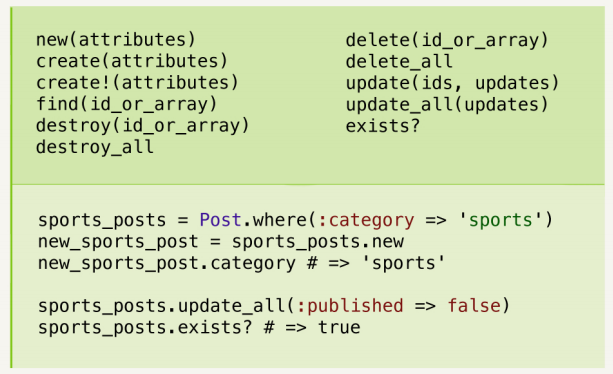 new(attributes)
create(attributes)
create!(attributes)
find(id_or_array)
destroy(id_or_array)
destroy_all
delete(id_or_array)
delete_all
update(ids, updates)
update_all(updates)
exists?
sports_posts = Post.where(:category => 'sports')
new_sports_post = sports_posts.new
new_sports_post.category # => 'sports'
sports_posts.update_all(:published => false)
sports_posts.exists? # => true